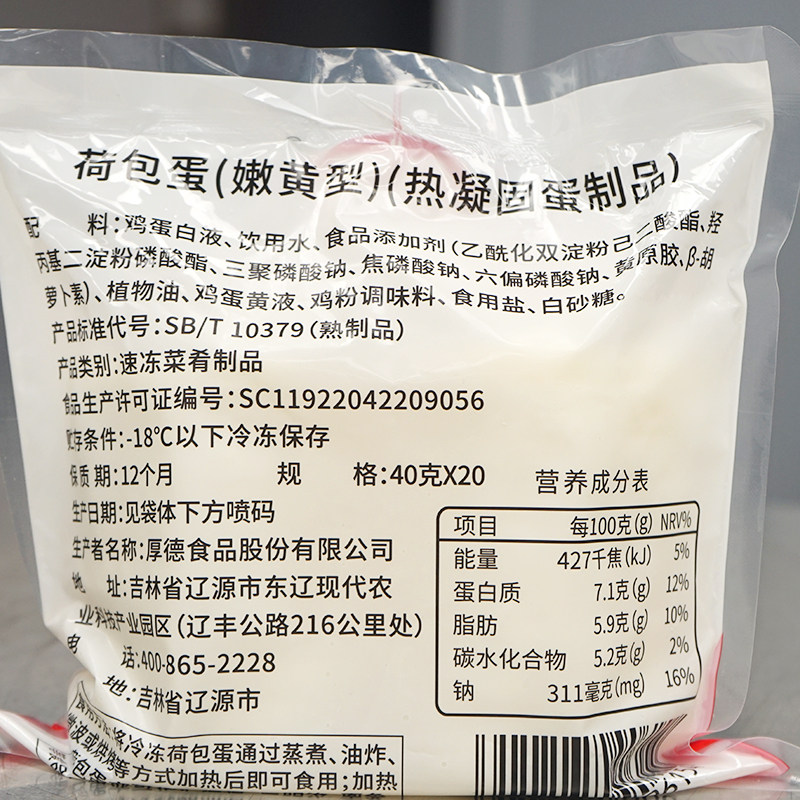 荷包蛋(嫩黄型)(热凝固蛋制品)
配 料:鸡蛋白液、饮用水、食品添加剂(乙酰化双淀粉己二酸酯、羟
丙基二淀粉磷酸酯、三聚磷酸钠、焦磷酸钠、六偏磷酸钠、黄原胶、β-胡
萝卜素)、植物油、鸡蛋黄液、鸡粉调味料、食用盐、白砂糖。
产品标准代号:SB/T 10379(熟制品)
产品类别:速冻菜肴制品
食品生产许可证编号:SC11922042209056
贮存条件:-18℃以下冷冻保存
保质期:12个月 规 格:40克X20
生产日期:见袋体下方喷码
生产者名称:厚德食品股份有限公司
地 址:吉林省辽源市东辽现代农
业科技产业园区(辽丰公路216公里处)
电 话:400-865-2228
地:吉林省辽源市
营养成分表
项目 每100克(g) NRV%
能量 427千焦(kJ) 5%
蛋白质 7.1克(g) 12%
脂肪 5.9克(g) 10%
碳水化合物 5.2克(g) 2%
钠 311毫克(mg) 16%
将冷冻荷包蛋通过蒸煮、油炸、
微波或烘烤等方式加热后即可食用;加热